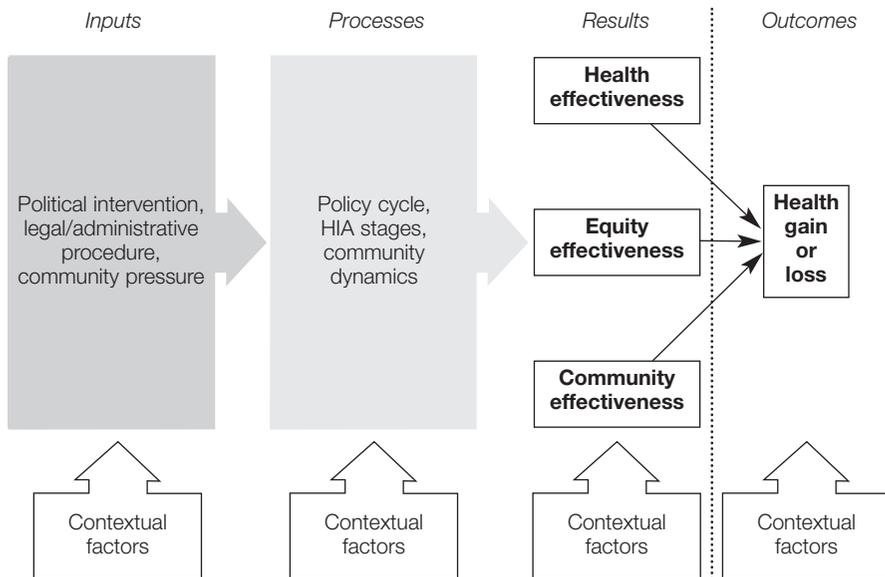 Inputs
Processes
Results
Outcomes
Political intervention,
legal/administrative
procedure,
community pressure
Policy cycle,
HIA stages,
community
dynamics
Health
effectiveness
Equity
effectiveness
Community
effectiveness
Health
gain
or
loss
Contextual
factors
Contextual
factors
Contextual
factors
Contextual
factors